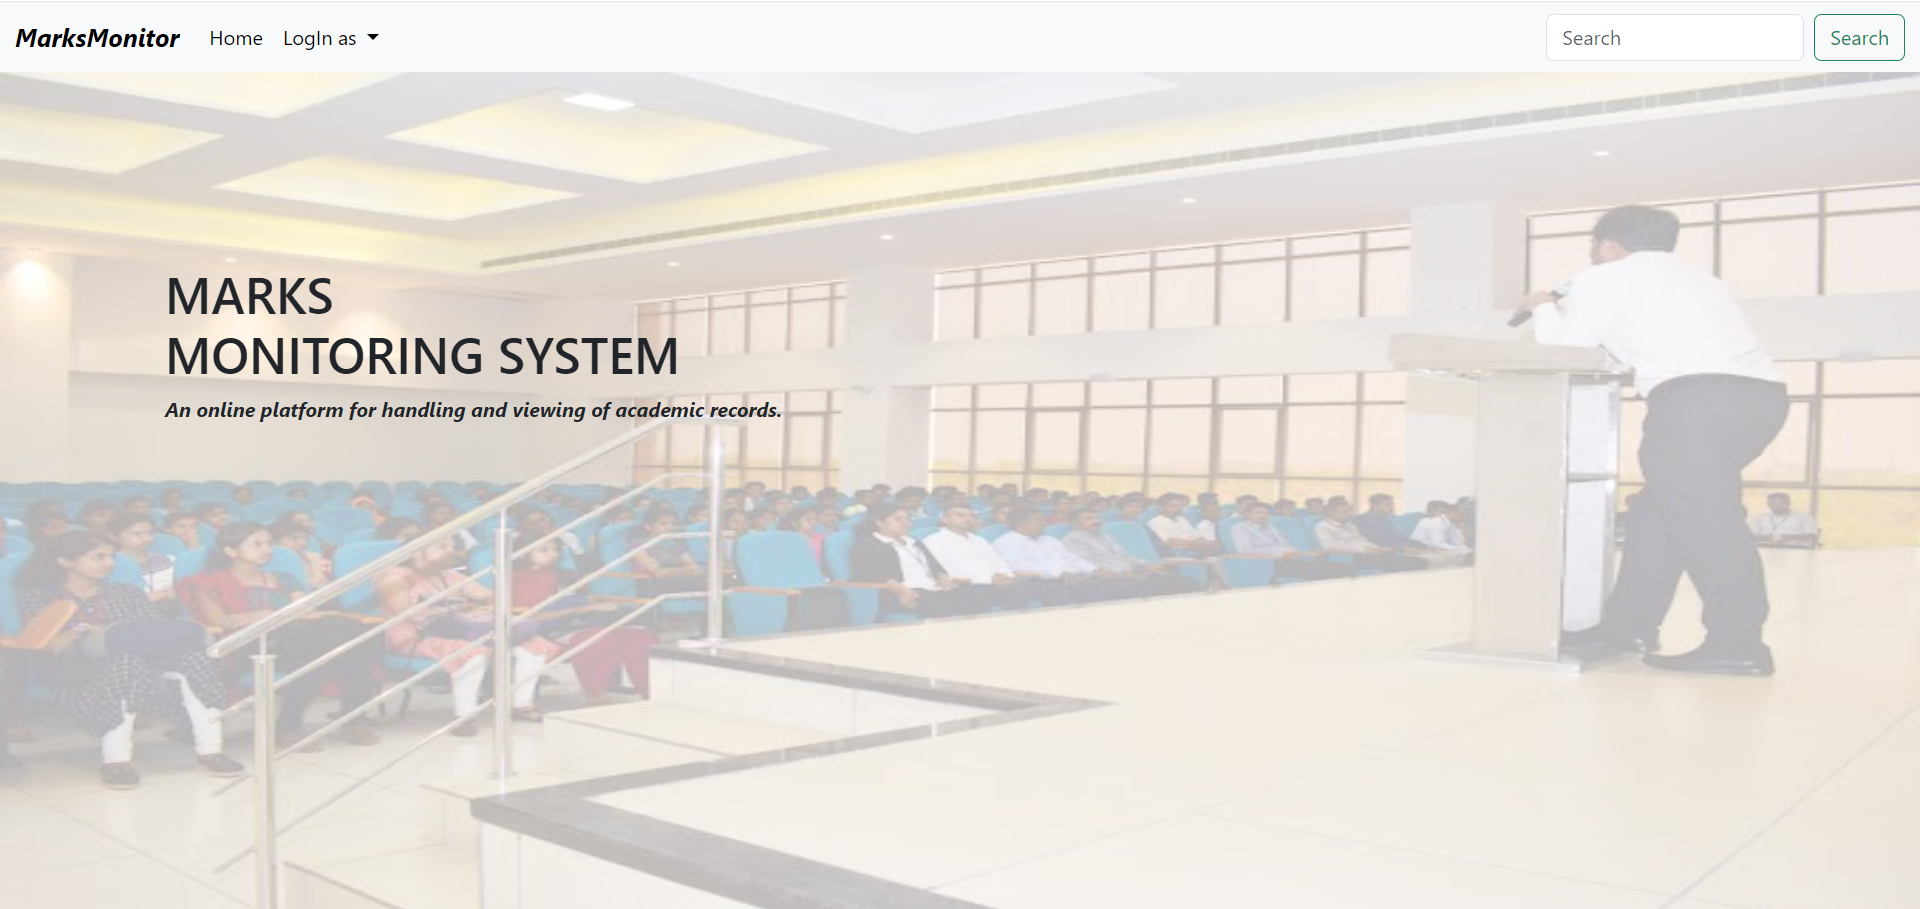 MarksMonitor Home LogIn as Search Search
MARKS
MONITORING SYSTEM
An online platform for handling and viewing of academic records.